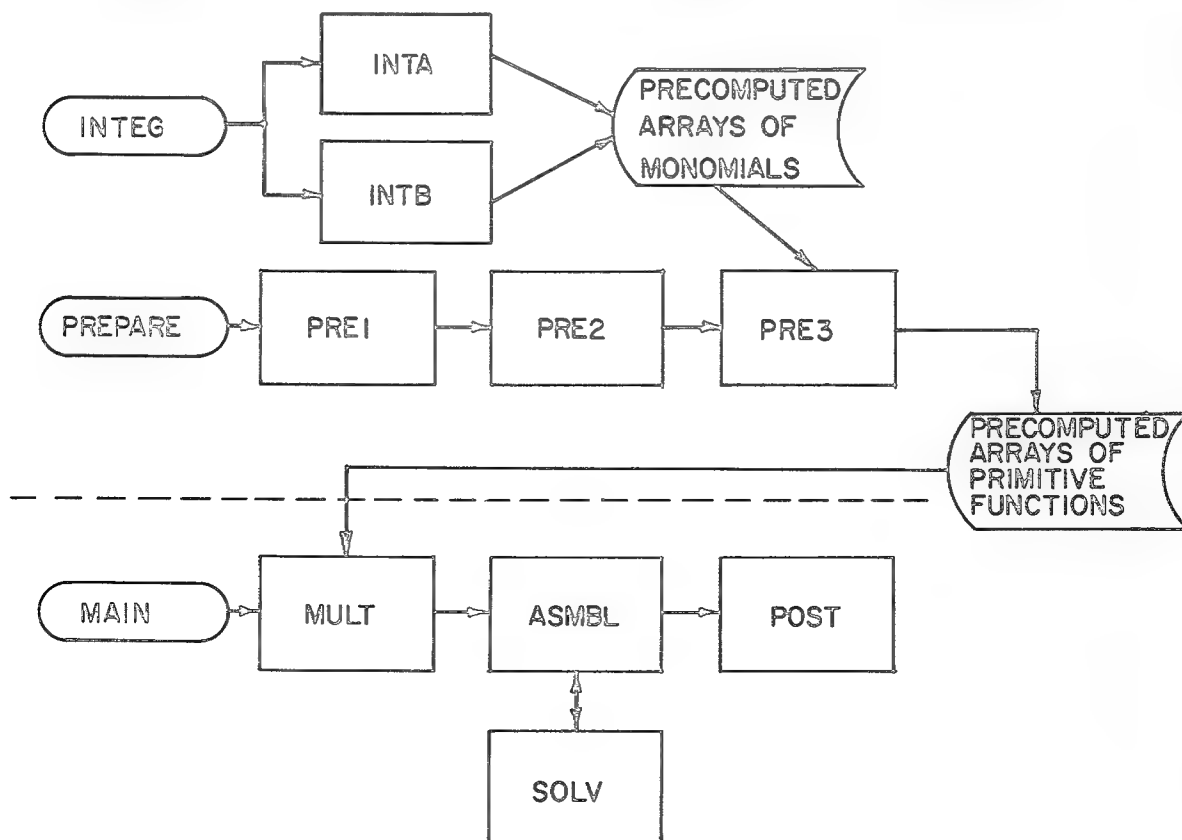 INTA
INTEG
INTB
PRECOMPUTED
ARRAYS OF
MONOMIALS
PREPARE
PRE1
PRE2
PRE3
PRECOMPUTED
ARRAYS OF
PRIMITIVE
FUNCTIONS
MAIN
MULT
ASMBL
POST
SOLV